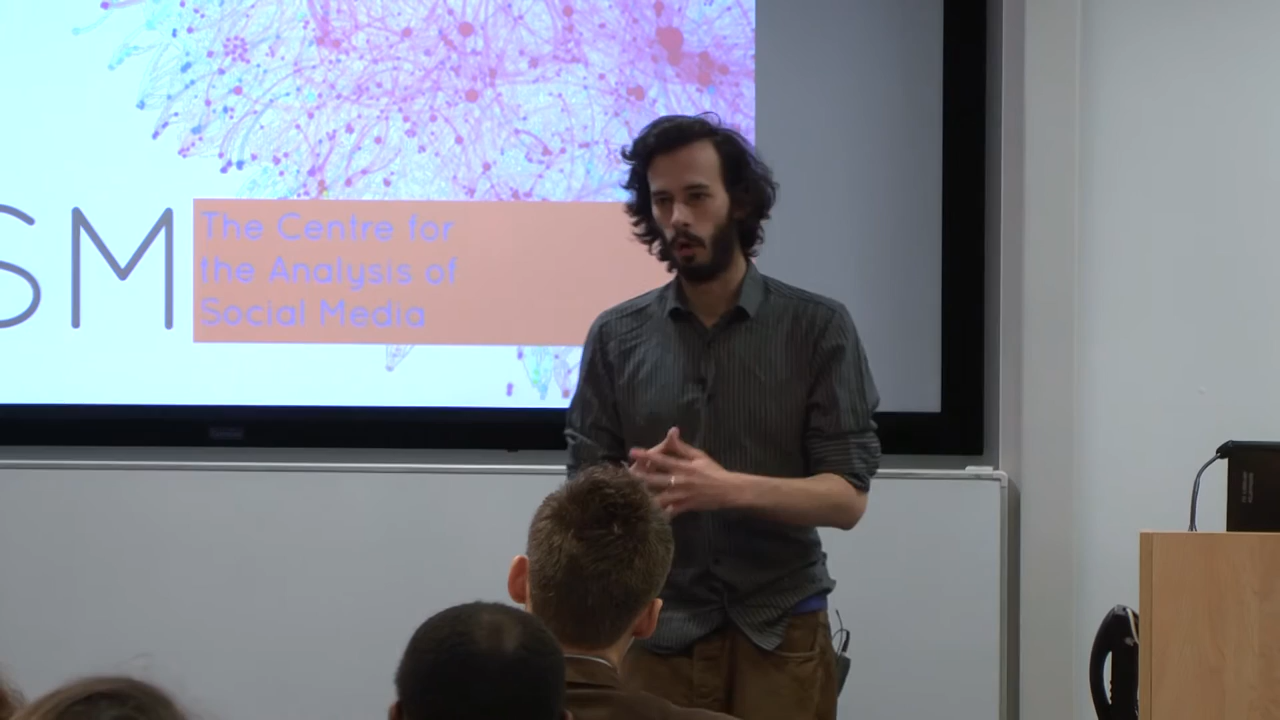 SM
The Centre for
the Analysis of
Social Media